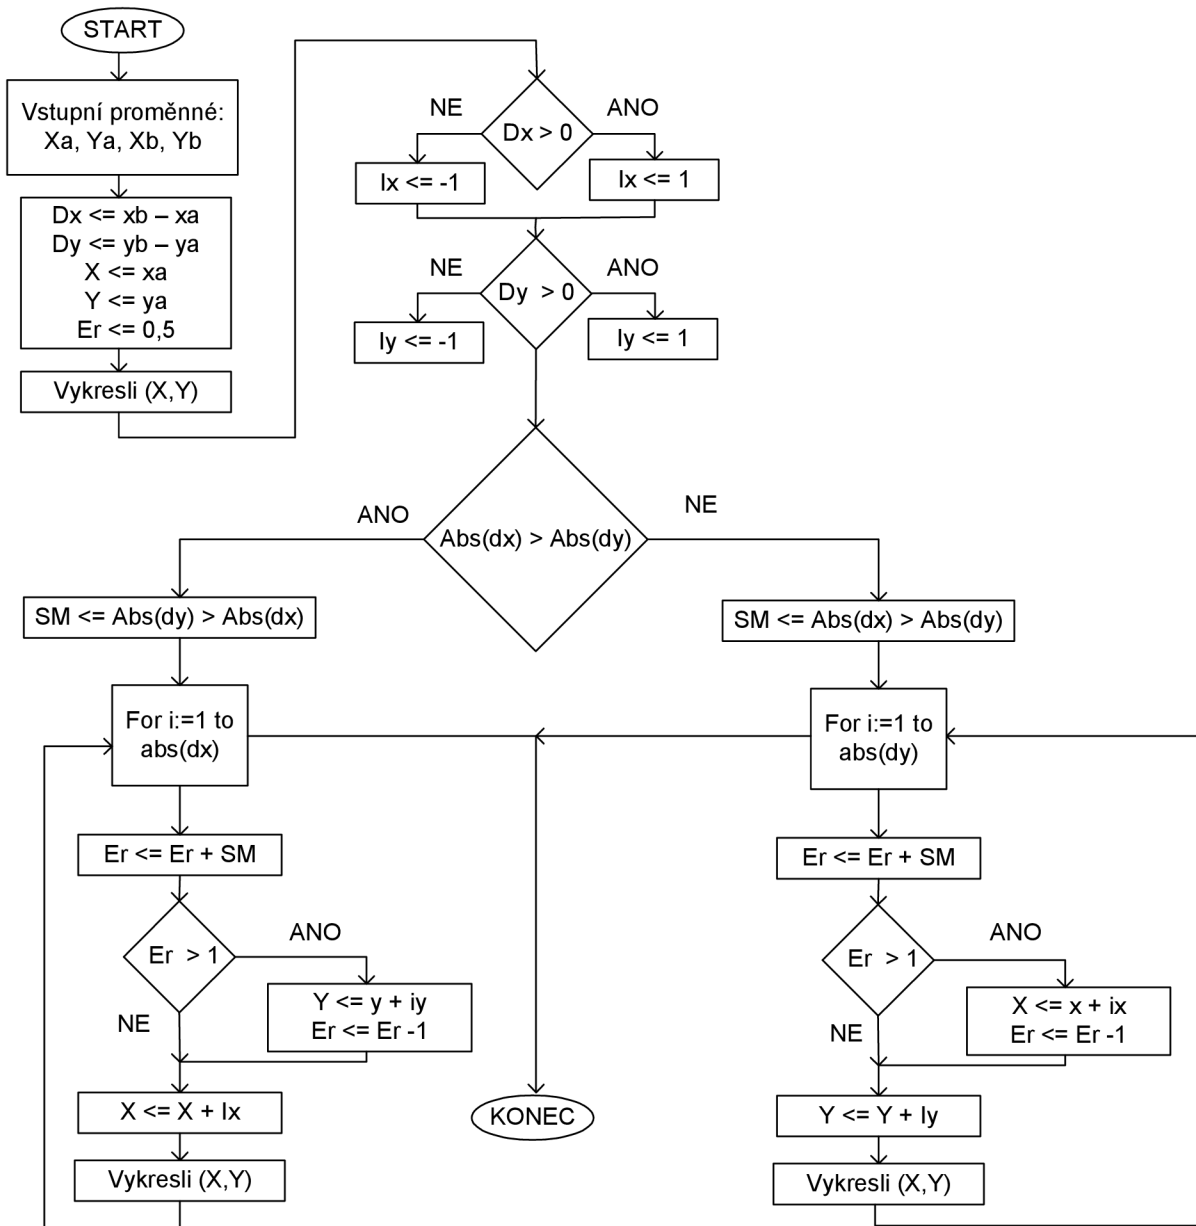 START
Vstupní proměnné:
Xa, Ya, Xb, Yb
Dx <= xb – xa
Dy <= yb – ya
X <= xa
Y <= ya
Er <= 0,5
Vykresli (X,Y)
NE
ANO
Dx > 0
Ix <= -1
Ix <= 1
NE
ANO
Dy > 0
Iy <= -1
Iy <= 1
ANO
NE
Abs(dx) > Abs(dy)
SM <= Abs(dy) > Abs(dx)
For i:=1 to
abs(dx)
Er <= Er + SM
Er > 1
ANO
Y <= y + iy
Er <= Er -1
NE
X <= X + Ix
Vykresli (X,Y)
KONEC
SM <= Abs(dx) > Abs(dy)
For i:=1 to
abs(dy)
Er <= Er + SM
Er > 1
ANO
X <= x + ix
Er <= Er -1
NE
Y <= Y + Iy
Vykresli (X,Y)